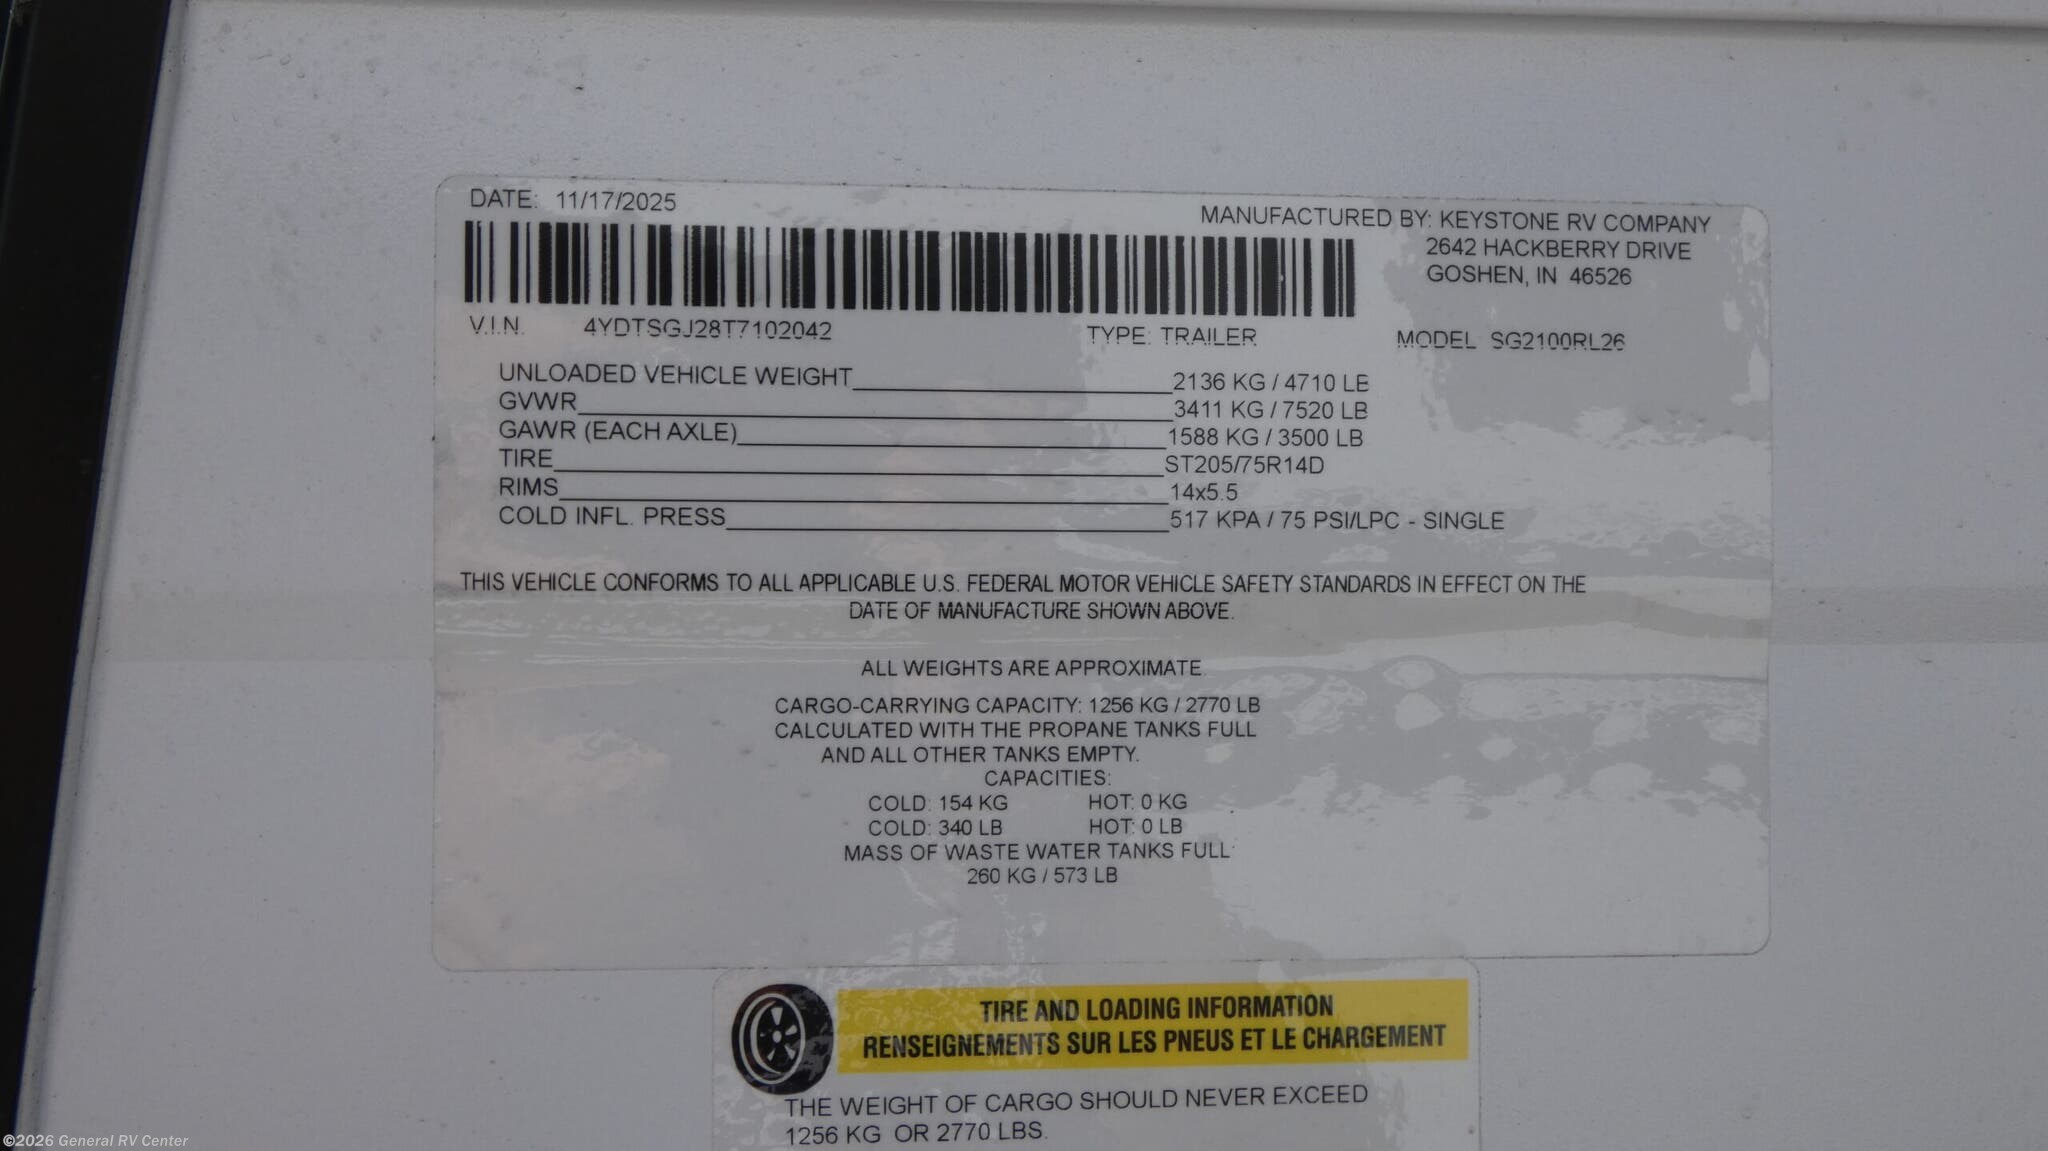 DATE: 11/17/2025
MANUFACTURED BY: KEYSTONE RV COMPANY
2642 HACKBERRY DRIVE
GOSHEN, IN 46526
V.I.N. 4YDTSGJ28T7102042 TYPE: TRAILER MODEL SG2100RL26
UNLOADED VEHICLE WEIGHT 2136 KG / 4710 LB
GVWR 3411 KG / 7520 LB
GAWR (EACH AXLE) 1588 KG / 3500 LB
TIRE ST205/75R14D
RIMS 14x5.5
COLD INFL. PRESS 517 KPA / 75 PSI/LPC - SINGLE
THIS VEHICLE CONFORMS TO ALL APPLICABLE U.S. FEDERAL MOTOR VEHICLE SAFETY STANDARDS IN EFFECT ON THE
DATE OF MANUFACTURE SHOWN ABOVE.
ALL WEIGHTS ARE APPROXIMATE.
CARGO-CARRYING CAPACITY: 1256 KG / 2770 LB
CALCULATED WITH THE PROPANE TANKS FULL
AND ALL OTHER TANKS EMPTY.
CAPACITIES:
COLD: 154 KG HOT: 0 KG
COLD: 340 LB HOT: 0 LB
MASS OF WASTE WATER TANKS FULL:
260 KG / 573 LB
TIRE AND LOADING INFORMATION
RENSEIGNEMENTS SUR LES PNEUS ET LE CHARGEMENT
THE WEIGHT OF CARGO SHOULD NEVER EXCEED
1256 KG OR 2770 LBS.
©2026 General RV Center